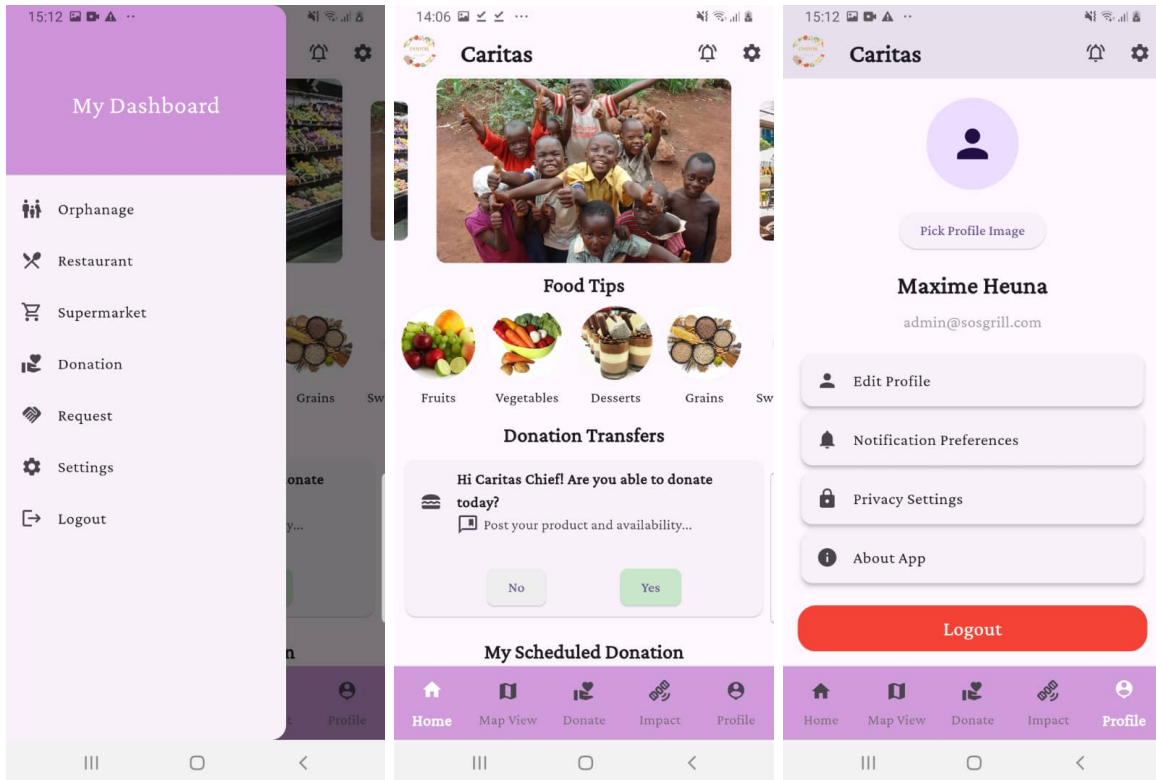 15:12
My Dashboard
Orphanage
Restaurant
Supermarket
Donation
Request
Settings
Logout
Grains
Sw
onate
y...
n
t
Profile
14:06
Caritas
Food Tips
Fruits
Vegetables
Desserts
Grains
Sw
Donation Transfers
Hi Caritas Chief! Are you able to donate
today?
Post your product and availability...
No
Yes
My Scheduled Donation
Home
Map View
Donate
Impact
Profile
15:12
Caritas
Pick Profile Image
Maxime Heuna
admin@sosgrill.com
Edit Profile
Notification Preferences
Privacy Settings
About App
Logout
Home
Map View
Donate
Impact
Profile